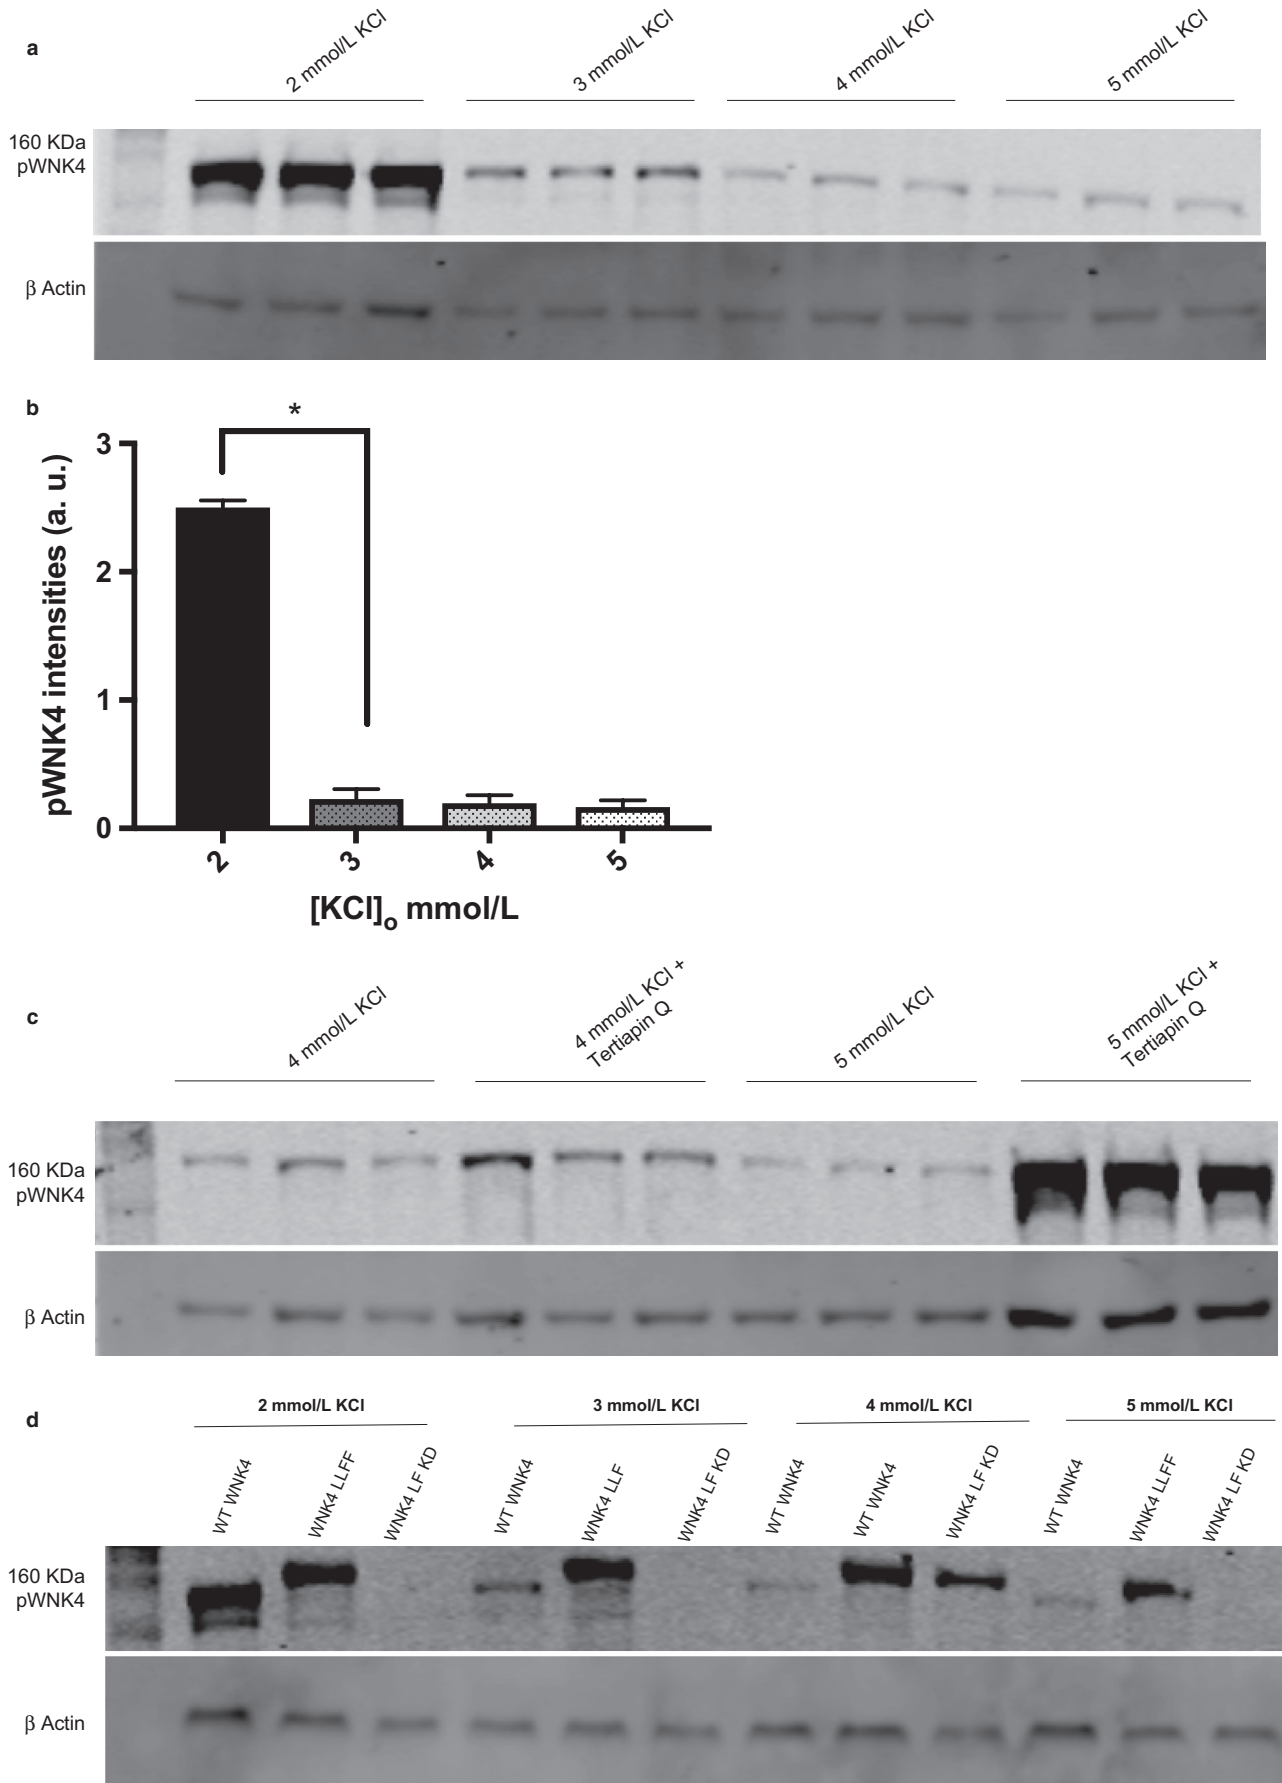 a
2 mmol/L KCl
3 mmol/L KCl
4 mmol/L KCl
5 mmol/L KCl
160 KDa
pWNK4
β Actin
b
*
pWNK4 intensities (a. u.)
3
2
1
0
2
3
4
5
[KCl]o mmol/L
c
4 mmol/L KCl
4 mmol/L KCl +
Tertiapin Q
5 mmol/L KCl
5 mmol/L KCl +
Tertiapin Q
160 KDa
pWNK4
β Actin
d
2 mmol/L KCl
3 mmol/L KCl
4 mmol/L KCl
5 mmol/L KCl
WT WNK4
WNK4 LLFF
WNK4 LF KD
WT WNK4
WNK4 LLF
WNK4 LF KD
WT WNK4
WT WNK4
WNK4 LF KD
WT WNK4
WNK4 LLFF
WNK4 LF KD
160 KDa
pWNK4
β Actin